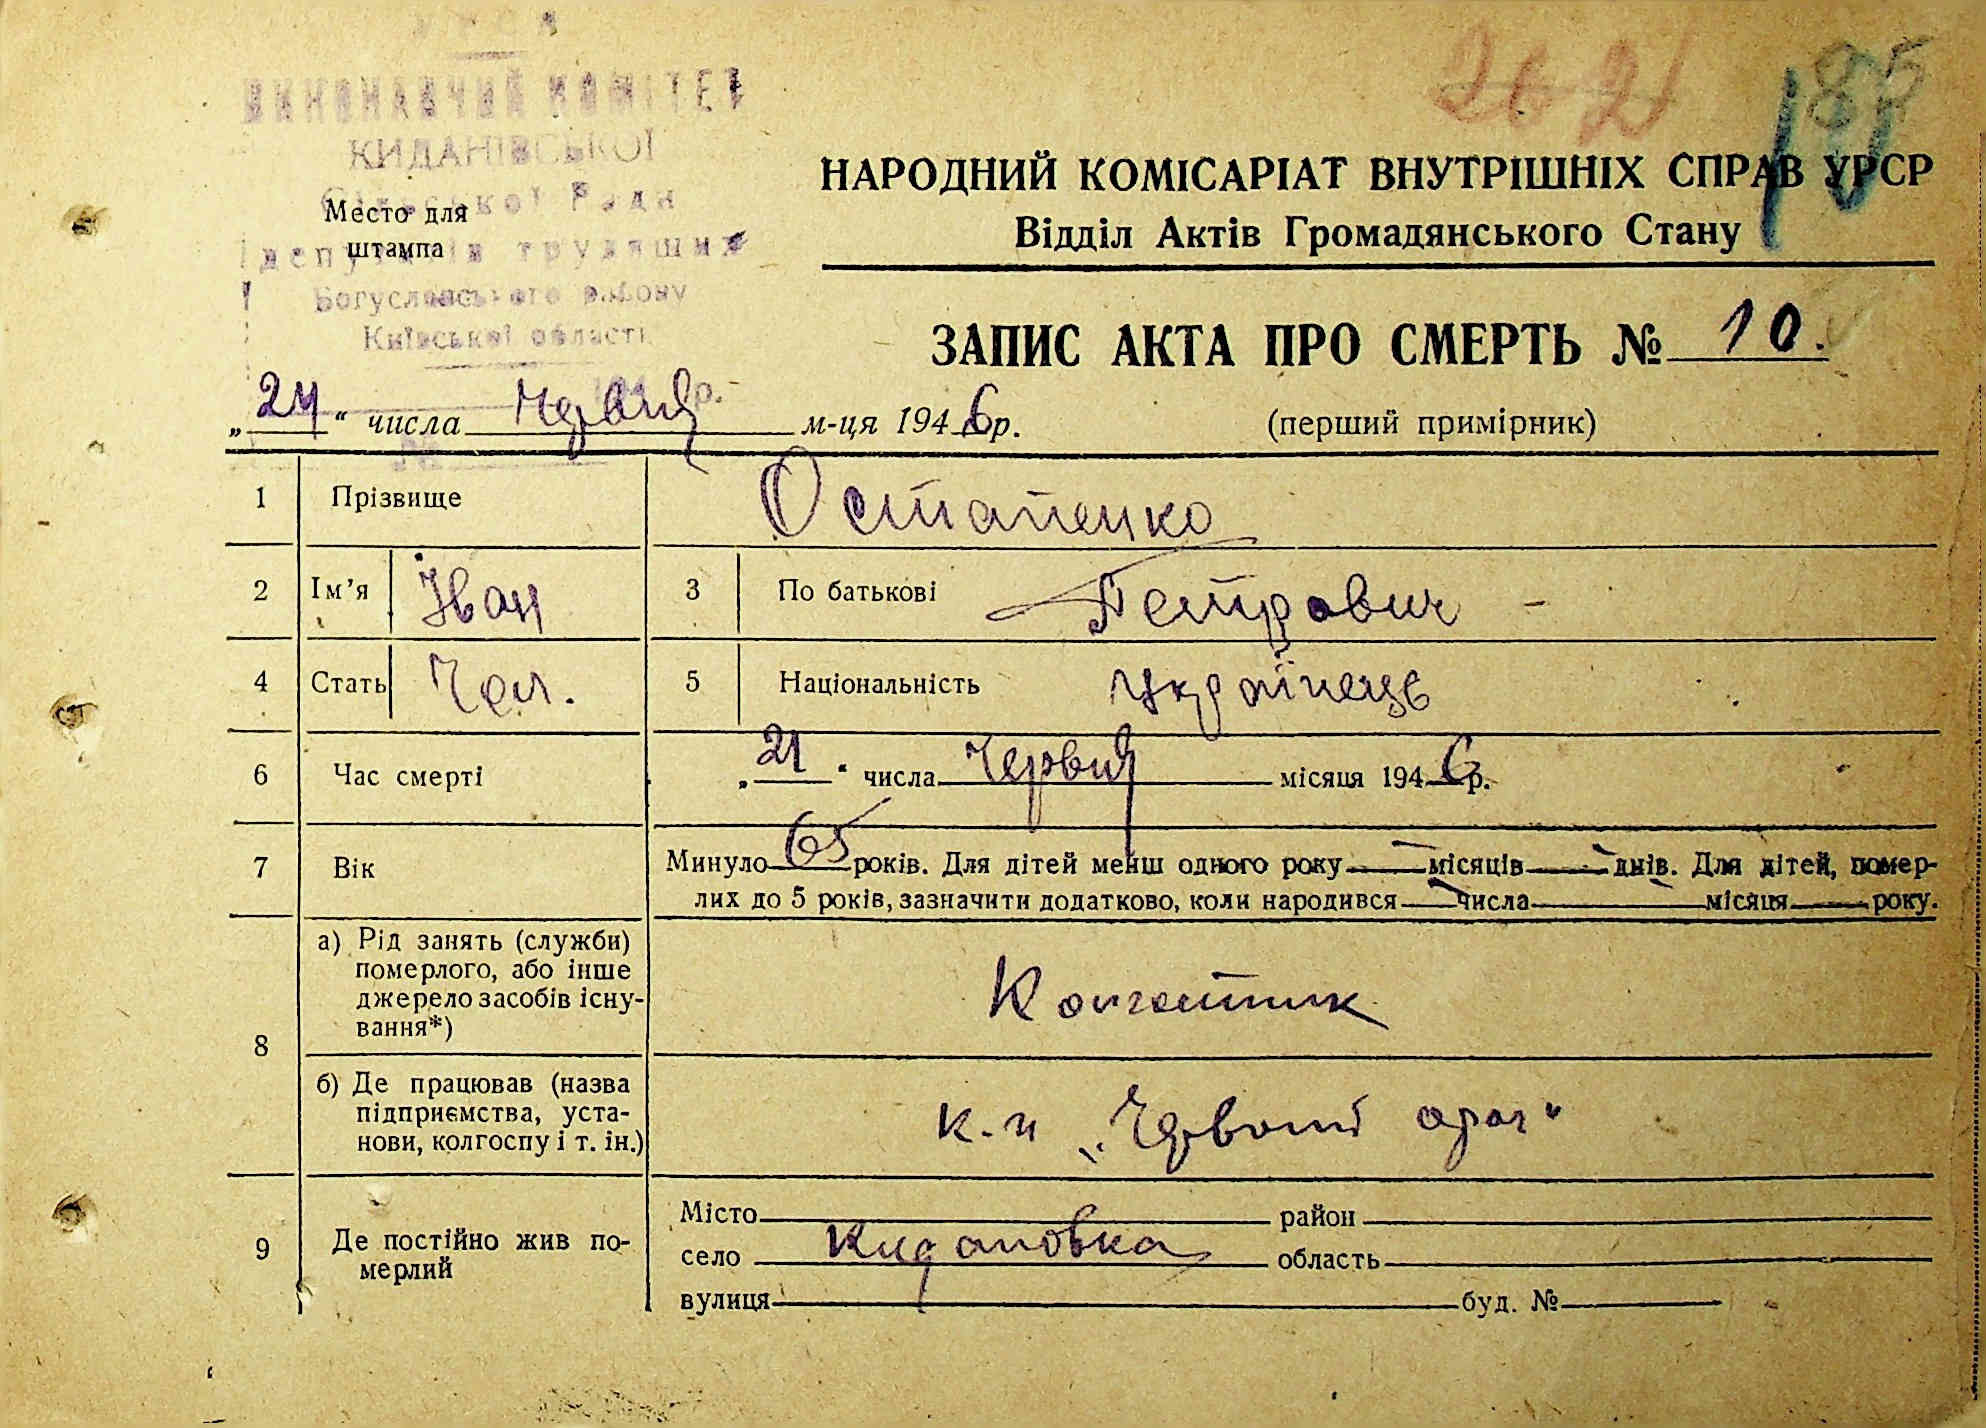 УРСР
ВИКОНАВЧИЙ КОМІТЕТ
КИДАНІВСЬКОЇ
Сільської Ради
депутатів трудящих
Богуславського району
Київської області
Место для
штампа
262
185
НАРОДНИЙ КОМІСАРІАТ ВНУТРІШНІХ СПРАВ УРСР
Відділ Актів Громадянського Стану
ЗАПИС АКТА ПРО СМЕРТЬ № 10.
„24“ числа Червня м-ця 1946 р.
(перший примірник)
1 Прізвище Остапенко
2 Ім’я Іван 3 По батькові Петрович -
4 Стать Чол. 5 Національність Українець
6 Час смерті „21“ числа Червня місяця 1946 р.
7 Вік Минуло 65 років. Для дітей менш одного року — місяців — днів. Для дітей, помер-
лих до 5 років, зазначити додатково, коли народився — числа — місяця — року.
8 а) Рід занять (служби)
померлого, або інше
джерело засобів існу-
вання*)
Колгостник
б) Де працював (назва
підприємства, уста-
нови, колгоспу і т. ін.)
к-п „Червоний орач“
9 Де постійно жив по-
мерлий
Місто район
село Кидановка область
вулиця буд. №